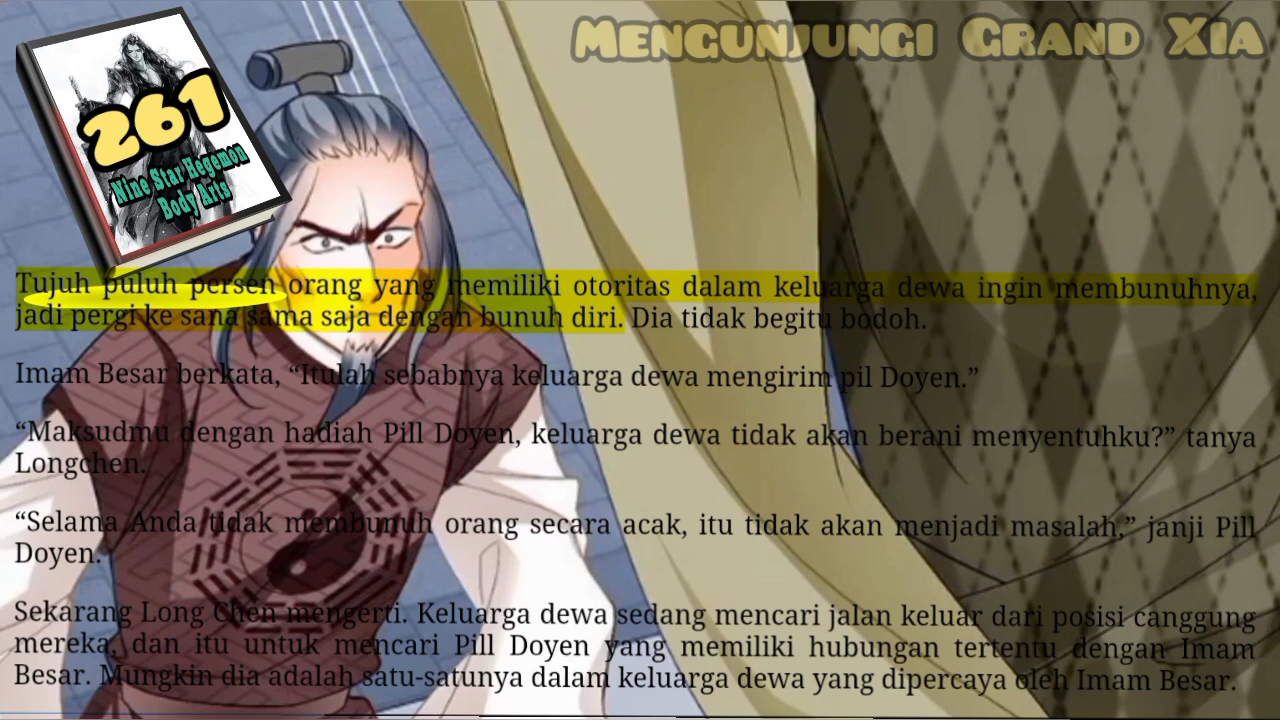 Mengunjungi Grand Xia
261
Nine Star Hegemon
Body Arts
Tujuh puluh persen orang yang memiliki otoritas dalam keluarga dewa ingin membunuhnya,
jadi pergi ke sana sama saja dengan bunuh diri. Dia tidak begitu bodoh.
Imam Besar berkata, “Itulah sebabnya keluarga dewa mengirim pil Doyen.”
“Maksudmu dengan hadiah Pill Doyen, keluarga dewa tidak akan berani menyentuhku?” tanya
Longchen.
“Selama Anda tidak membunuh orang secara acak, itu tidak akan menjadi masalah,” janji Pill
Doyen.
Sekarang Long Chen mengerti. Keluarga dewa sedang mencari jalan keluar dari posisi canggung
mereka, dan itu untuk mencari Pill Doyen yang memiliki hubungan tertentu dengan Imam
Besar. Mungkin dia adalah satu-satunya dalam keluarga dewa yang dipercaya oleh Imam Besar.